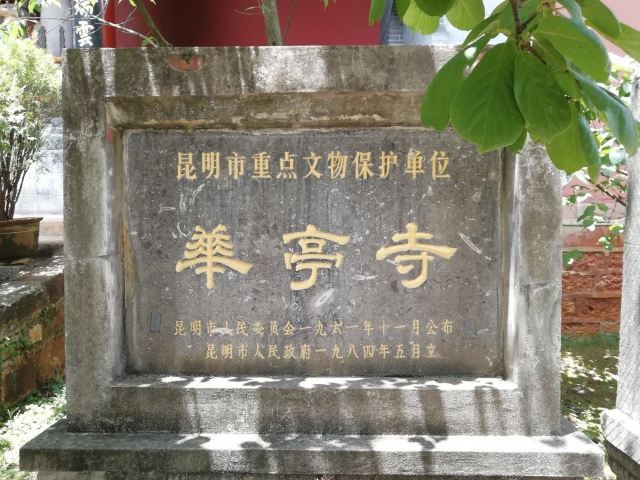 昆明市重点文物保护单位
華亭寺
昆明市人民委员会一九六一年十一月公布
昆明市人民政府一九八四年五月立